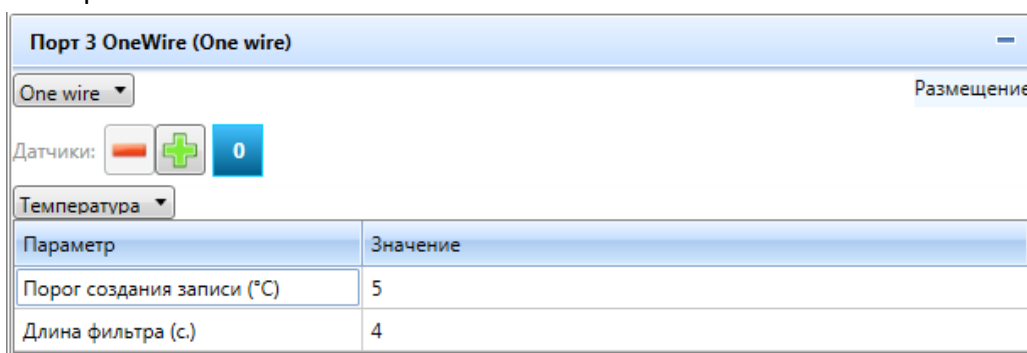 Порт 3 OneWire (One wire)
One wire
Размещение
Датчики: 0
Температура
Параметр Значение
Порог создания записи (°C) 5
Длина фильтра (с.) 4